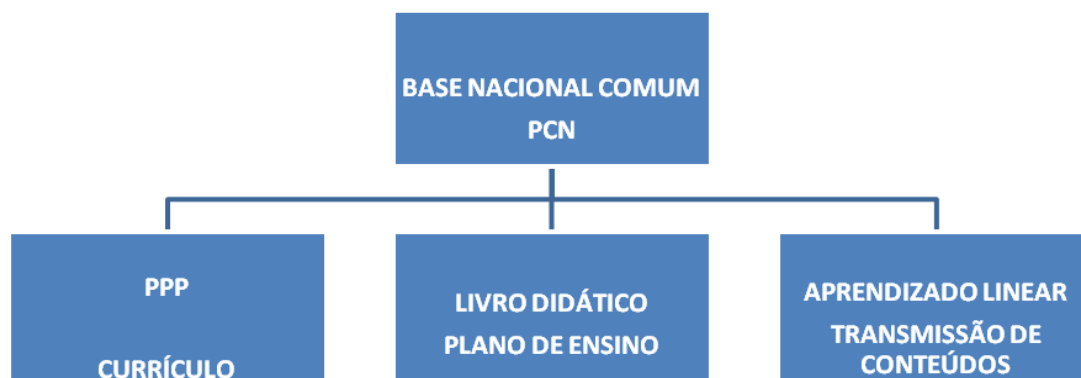 BASE NACIONAL COMUM
PCN
PPP
CURRÍCULO
LIVRO DIDÁTICO
PLANO DE ENSINO
APRENDIZADO LINEAR
TRANSMISSÃO DE
CONTEÚDOS